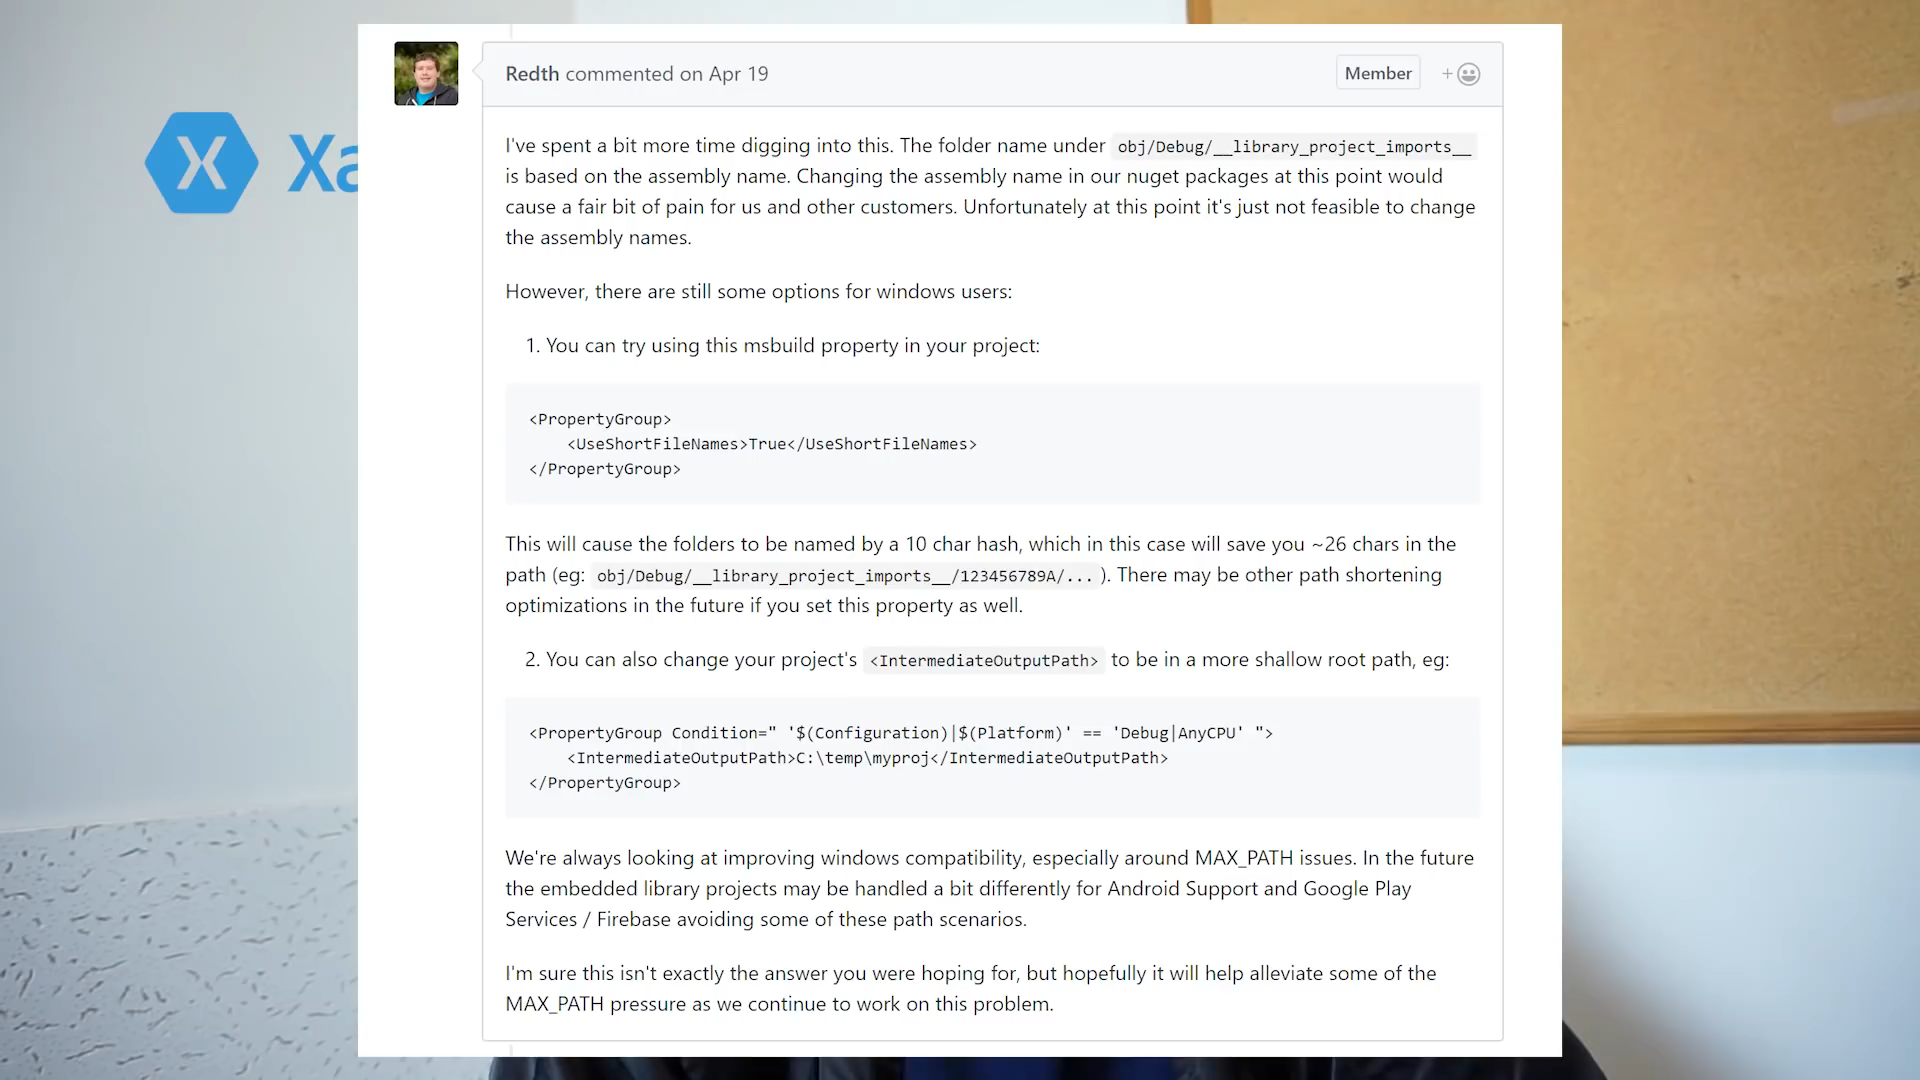 Xa
Redth commented on Apr 19
Member
I've spent a bit more time digging into this. The folder name under obj/Debug/__library_project_imports__
is based on the assembly name. Changing the assembly name in our nuget packages at this point would
cause a fair bit of pain for us and other customers. Unfortunately at this point it's just not feasible to change
the assembly names.
However, there are still some options for windows users:
1. You can try using this msbuild property in your project:
<PropertyGroup>
    <UseShortFileNames>True</UseShortFileNames>
</PropertyGroup>
This will cause the folders to be named by a 10 char hash, which in this case will save you ~26 chars in the
path (eg: obj/Debug/__library_project_imports__/123456789A/... ). There may be other path shortening
optimizations in the future if you set this property as well.
2. You can also change your project's <IntermediateOutputPath> to be in a more shallow root path, eg:
<PropertyGroup Condition=" '$(Configuration)|$(Platform)' == 'Debug|AnyCPU' ">
    <IntermediateOutputPath>C:\temp\myproj</IntermediateOutputPath>
</PropertyGroup>
We're always looking at improving windows compatibility, especially around MAX_PATH issues. In the future
the embedded library projects may be handled a bit differently for Android Support and Google Play
Services / Firebase avoiding some of these path scenarios.
I'm sure this isn't exactly the answer you were hoping for, but hopefully it will help alleviate some of the
MAX_PATH pressure as we continue to work on this problem.